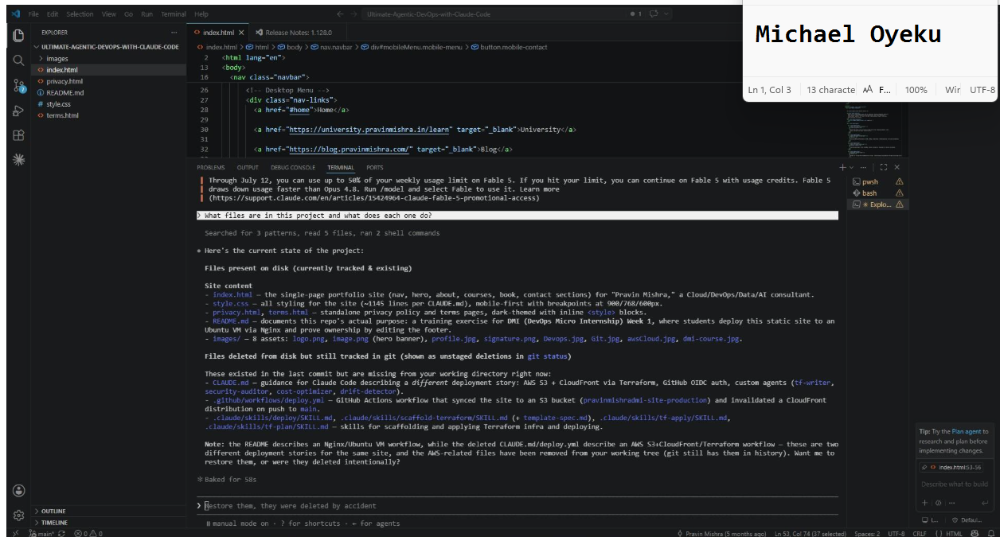 File Edit Selection View Go Run Terminal Help
Ultimate-Agentic-DevOps-with-Claude-Code
1
Michael Oyeku
Ln 1, Col 3 13 characte F... 100% Wir UTF-8
EXPLORER
ULTIMATE-AGENTIC-DEVOPS-WITH-CLAUDE-CODE
images
index.html
privacy.html
README.md
style.css
terms.html
OUTLINE
TIMELINE
index.html Release Notes: 1.128.0
index.html > html > body > nav.navbar > div#mobileMenu.mobile-menu > button.mobile-contact
2 <html lang="en">
13 <body>
16 <nav class="navbar">
26 <!-- Desktop Menu -->
27 <div class="nav-links">
28 <a href="#home">Home</a>
29
30 <a href="https://university.pravinmishra.in/learn" target="_blank">University</a>
31
32 <a href="https://blog.pravinmishra.com/" target="_blank">Blog</a>
PROBLEMS OUTPUT DEBUG CONSOLE TERMINAL PORTS
pwsh
bash
Explo...
Through July 12, you can use up to 50% of your weekly usage limit on Fable 5. If you hit your limit, you can continue on Fable 5 with usage credits. Fable 5
draws down usage faster than Opus 4.8. Run /model and select Fable to use it. Learn more
(https://support.claude.com/en/articles/15424964-claude-fable-5-promotional-access)
> What files are in this project and what does each one do?
Searched for 3 patterns, read 5 files, ran 2 shell commands
● Here's the current state of the project:
Files present on disk (currently tracked & existing)
Site content
- index.html — the single-page portfolio site (nav, hero, about, courses, book, contact sections) for "Pravin Mishra," a Cloud/DevOps/Data/AI consultant.
- style.css — all styling for the site (~1145 lines per CLAUDE.md), mobile-first with breakpoints at 900/768/600px.
- privacy.html, terms.html — standalone privacy policy and terms pages, dark-themed with inline <style> blocks.
- README.md — documents this repo's actual purpose: a training exercise for DMI (DevOps Micro Internship) Week 1, where students deploy this static site to an
Ubuntu VM via Nginx and prove ownership by editing the footer.
- images/ — 8 assets: logo.png, image.png (hero banner), profile.jpg, signature.png, Devops.jpg, Git.jpg, awsCloud.jpg, dmi-course.jpg.
Files deleted from disk but still tracked in git (shown as unstaged deletions in git status)
These existed in the last commit but are missing from your working directory right now:
- CLAUDE.md — guidance for Claude Code describing a different deployment story: AWS S3 + CloudFront via Terraform, GitHub OIDC auth, custom agents (tf-writer,
security-auditor, cost-optimizer, drift-detector).
- .github/workflows/deploy.yml — GitHub Actions workflow that synced the site to an S3 bucket (pravinmishradmi-site-production) and invalidated a CloudFront
distribution on push to main.
- .claude/skills/deploy/SKILL.md, .claude/skills/scaffold-terraform/SKILL.md (+ template-spec.md), .claude/skills/tf-apply/SKILL.md,
.claude/skills/tf-plan/SKILL.md — skills for scaffolding and applying Terraform infra and deploying.
Note: the README describes an Nginx/Ubuntu VM workflow, while the deleted CLAUDE.md/deploy.yml describe an AWS S3+CloudFront/Terraform workflow — these are two
different deployment stories for the same site, and the AWS-related files have been removed from your working tree (git still has them in history). Want me to
restore them, or were they deleted intentionally?
✻ Baked for 58s
❯ Restore them, they were deleted by accident
manual mode on · ? for shortcuts · ← for agents
Tip: Try the Plan agent to
research and plan before
implementing changes.
index.html:53-56
Describe what to build
L... Defaul...
main* 0 0 Pravin Mishra (5 months ago) Ln 53, Col 74 (37 selected) Spaces: 2 UTF-8 CRLF {} HTML